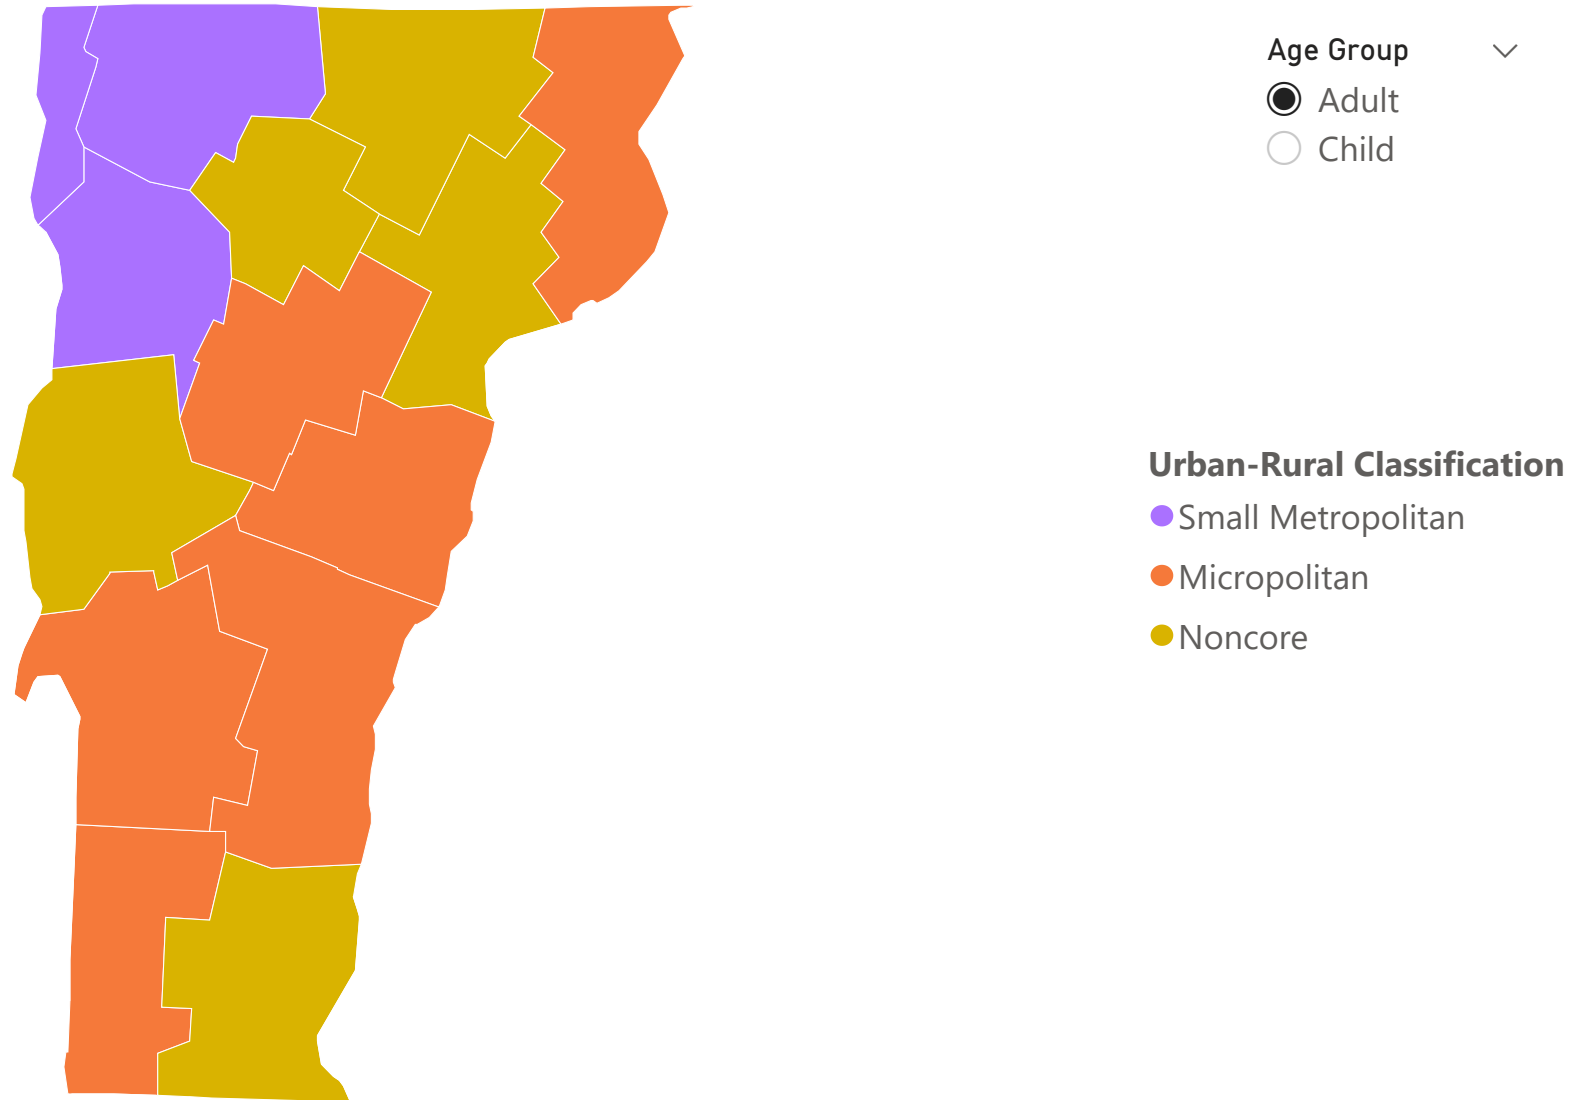 Age Group
Adult
Child
Urban-Rural Classification
Small Metropolitan
Micropolitan
Noncore